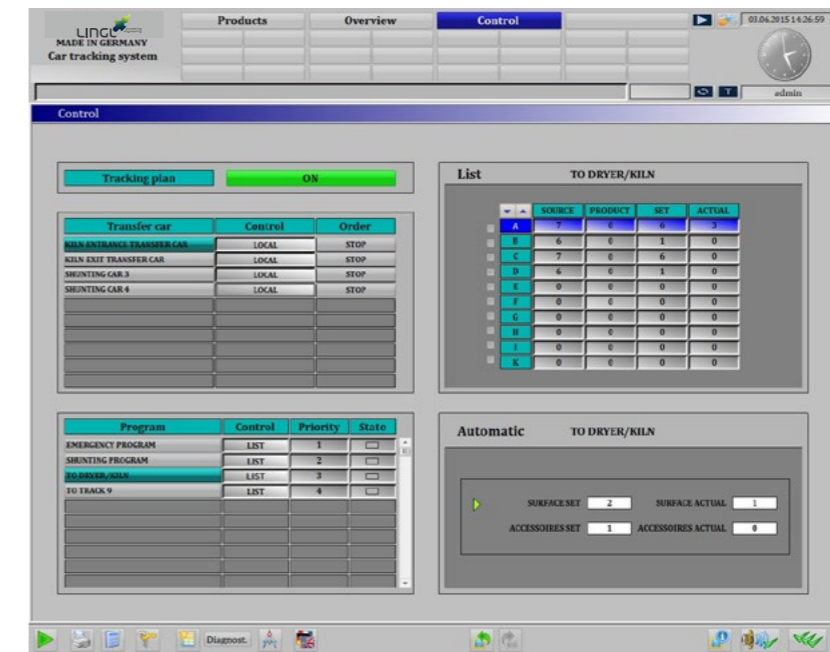 LINGL
MADE IN GERMANY
Car tracking system
Products Overview Control
03.06.2015 14:26:59
T admin
Control
Tracking plan ON
Transfer car Control Order
KILN ENTRANCE TRANSFER CAR LOCAL STOP
KILN EXIT TRANSFER CAR LOCAL STOP
SHUNTING CAR 3 LOCAL STOP
SHUNTING CAR 4 LOCAL STOP
Program Control Priority State
EMERGENCY PROGRAM LIST 1
SHUNTING PROGRAM LIST 2
TO DRYER/KILN LIST 3
TO TRACK 9 LIST 4
List TO DRYER/KILN
SOURCE PRODUCT SET ACTUAL
A 7 0 6 3
B 6 0 1 0
C 7 0 6 0
D 6 0 1 0
E 0 0 0 0
F 0 0 0 0
G 0 0 0 0
H 0 0 0 0
I 0 0 0 0
K 0 0 0 0
Automatic TO DRYER/KILN
SURFACE SET 2 SURFACE ACTUAL 1
ACCESSOIRES SET 1 ACCESSOIRES ACTUAL 0
Diagnost.